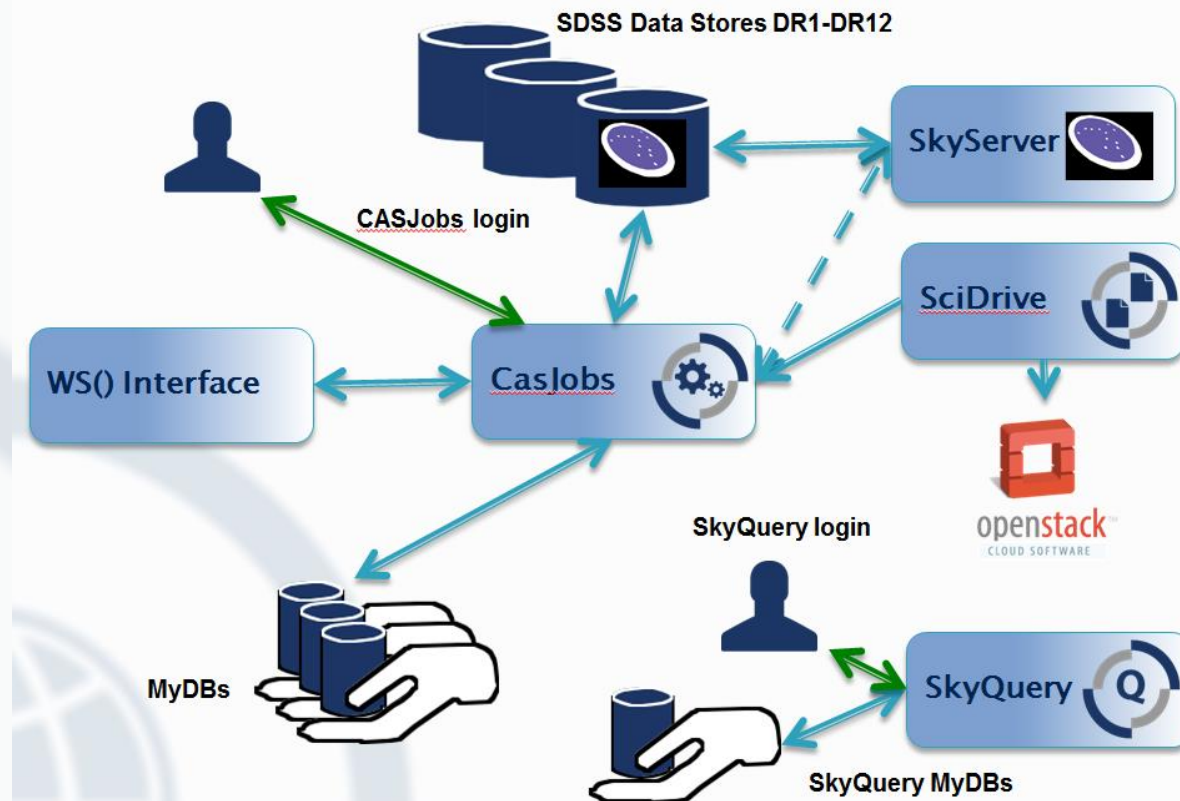 SDSS Data Stores DR1-DR12
SkyServer
CASJobs login
SciDrive
WS() Interface
CasJobs
openstack™
CLOUD SOFTWARE
SkyQuery login
MyDBs
SkyQuery
Q
SkyQuery MyDBs